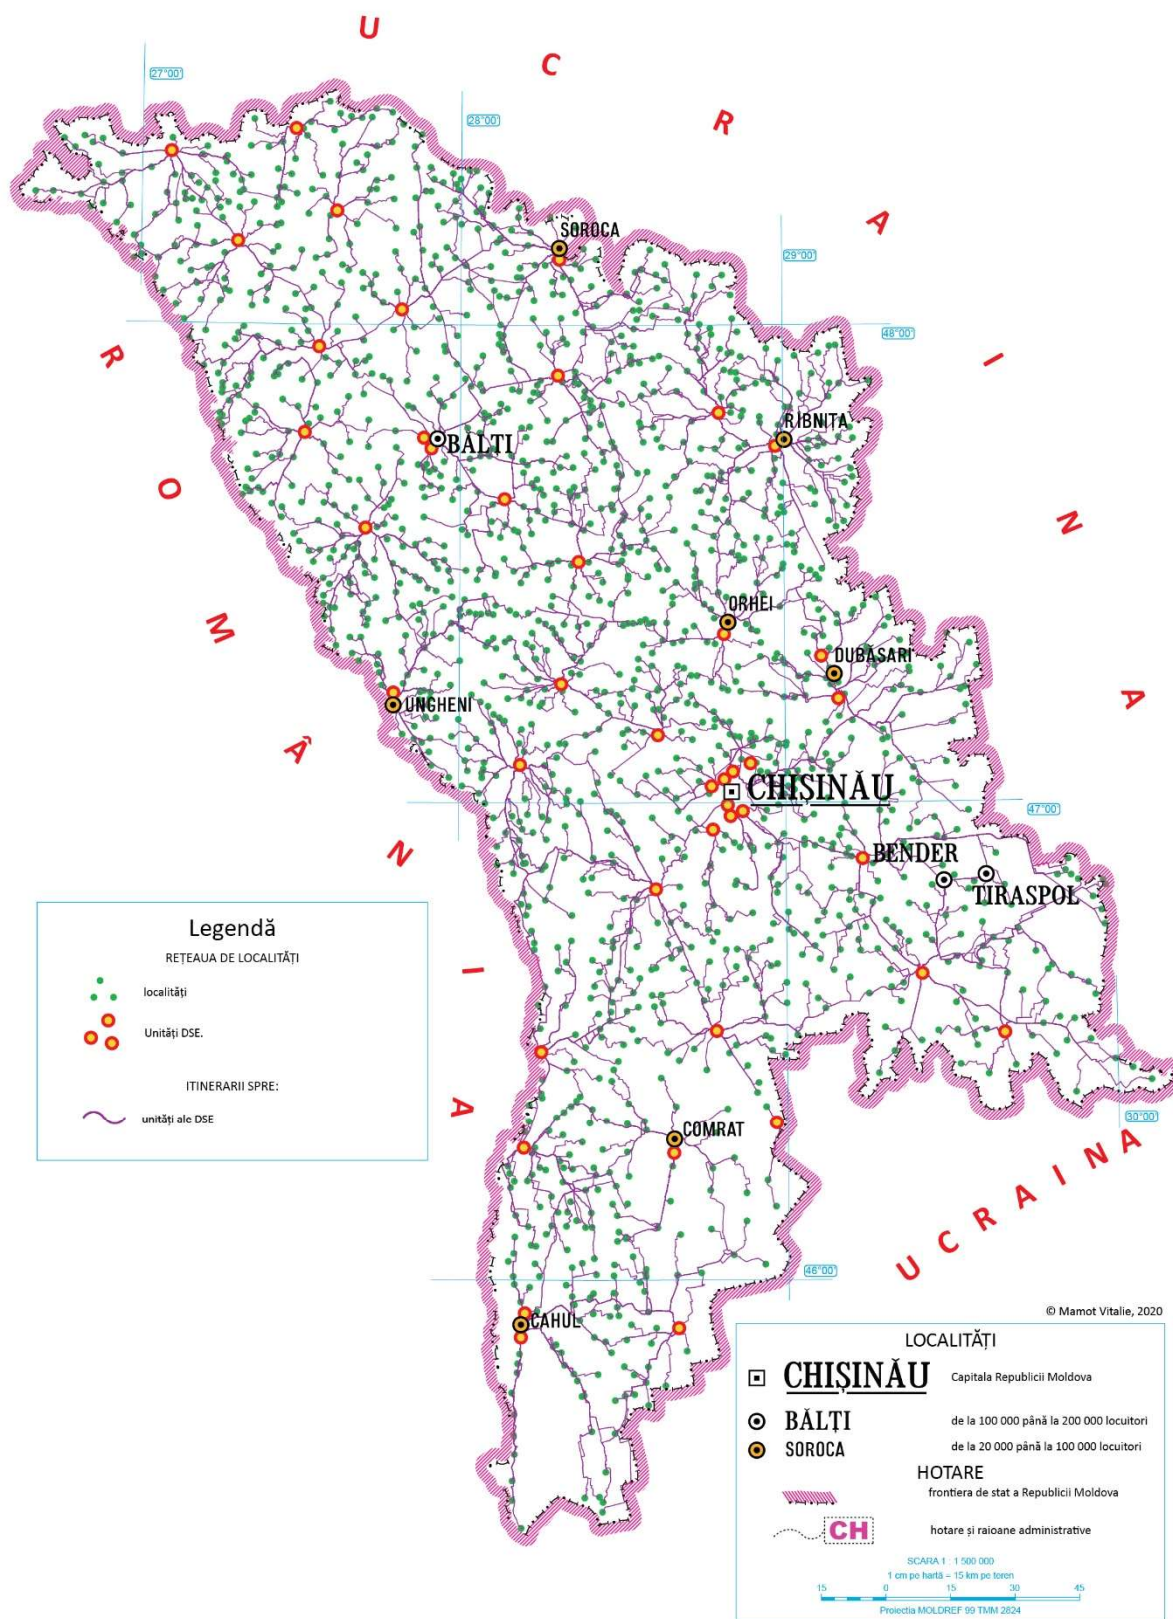 UCRAINA
27°00'
28°00'
SOROCA
29°00'
48°00'
ROMÂNIA
RÎBNIȚA
BĂLȚI
ORHEI
DUBĂSARI
UNGHENI
CHIȘINĂU
47°00'
BENDER
TIRASPOL
Legendă
REȚEAUA DE LOCALITĂȚI
localități
Unități DSE.
ITINERARII SPRE:
unități ale DSE
COMRAT
30°00'
UCRAINA
46°00'
CAHUL
© Mamot Vitalie, 2020
LOCALITĂȚI
CHIȘINĂU Capitala Republicii Moldova
BĂLȚI de la 100 000 până la 200 000 locuitori
SOROCA de la 20 000 până la 100 000 locuitori
HOTARE
frontiera de stat a Republicii Moldova
CH hotare și raioane administrative
SCARA 1 : 1 500 000
1 cm pe hartă = 15 km pe teren
15 0 15 30 45
Proiectia MOLDREF 99 TMM 2824